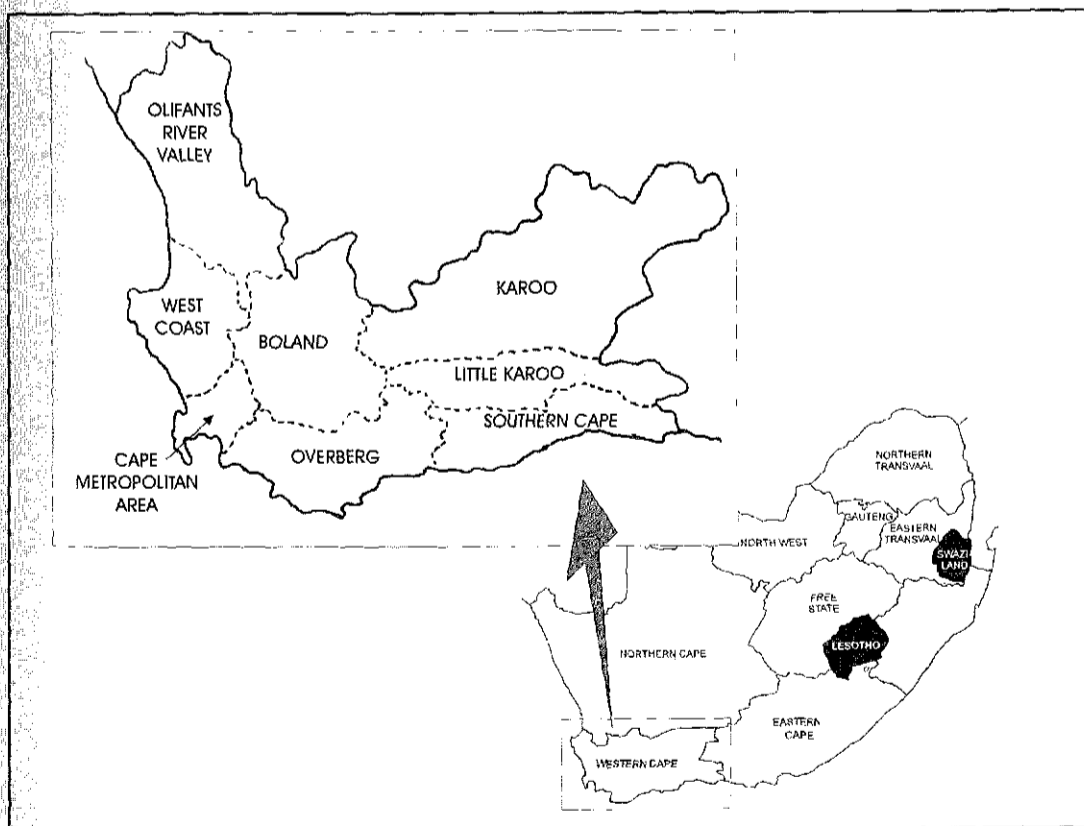 OLIFANTS
RIVER
VALLEY
KAROO
WEST
COAST
BOLAND
LITTLE KAROO
SOUTHERN CAPE
OVERBERG
CAPE
METROPOLITAN
AREA
NORTHERN
TRANSVAAL
GAUTENG
EASTERN
TRANSVAAL
NORTH WEST
SWAZI
LAND
FREE
STATE
LESOTHO
NORTHERN CAPE
EASTERN
CAPE
WESTERN CAPE